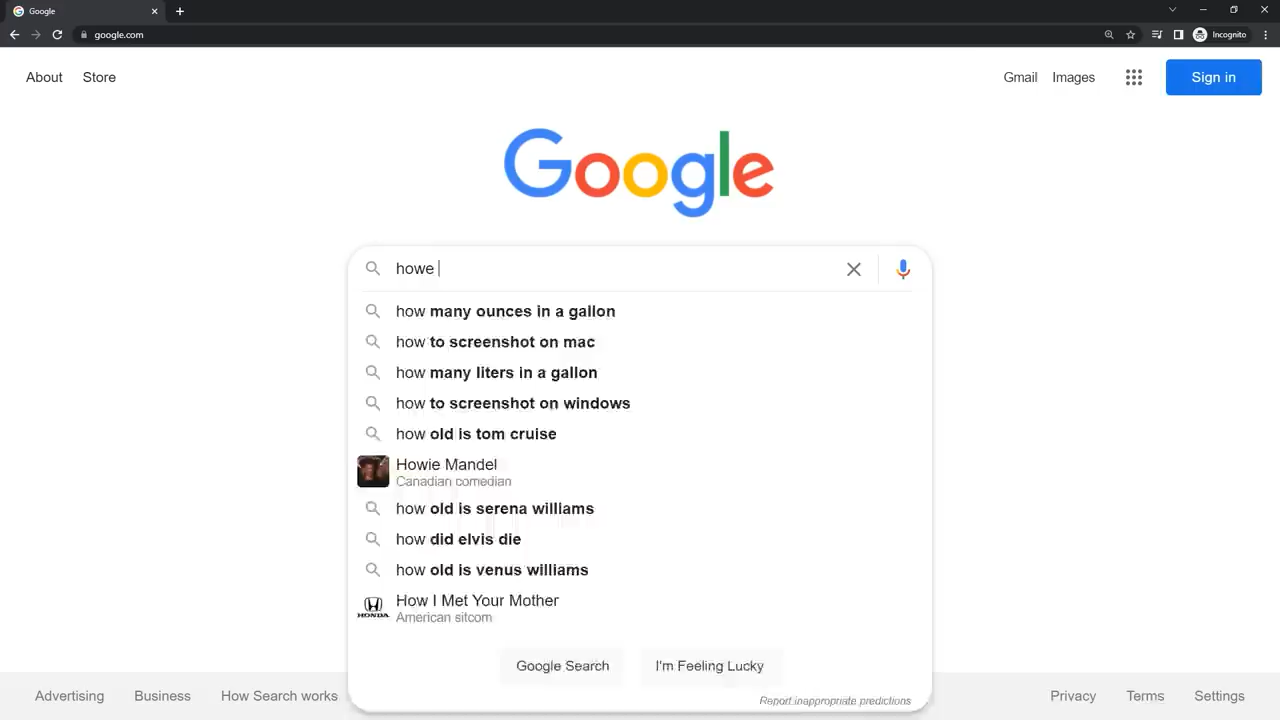 Google
google.com
Incognito
About Store
Gmail Images
Sign in
Google
howe
how many ounces in a gallon
how to screenshot on mac
how many liters in a gallon
how to screenshot on windows
how old is tom cruise
Howie Mandel
Canadian comedian
how old is serena williams
how did elvis die
how old is venus williams
How I Met Your Mother
HONDA
American sitcom
Google Search I'm Feeling Lucky
Advertising Business How Search works
Privacy Terms Settings
Report inappropriate predictions